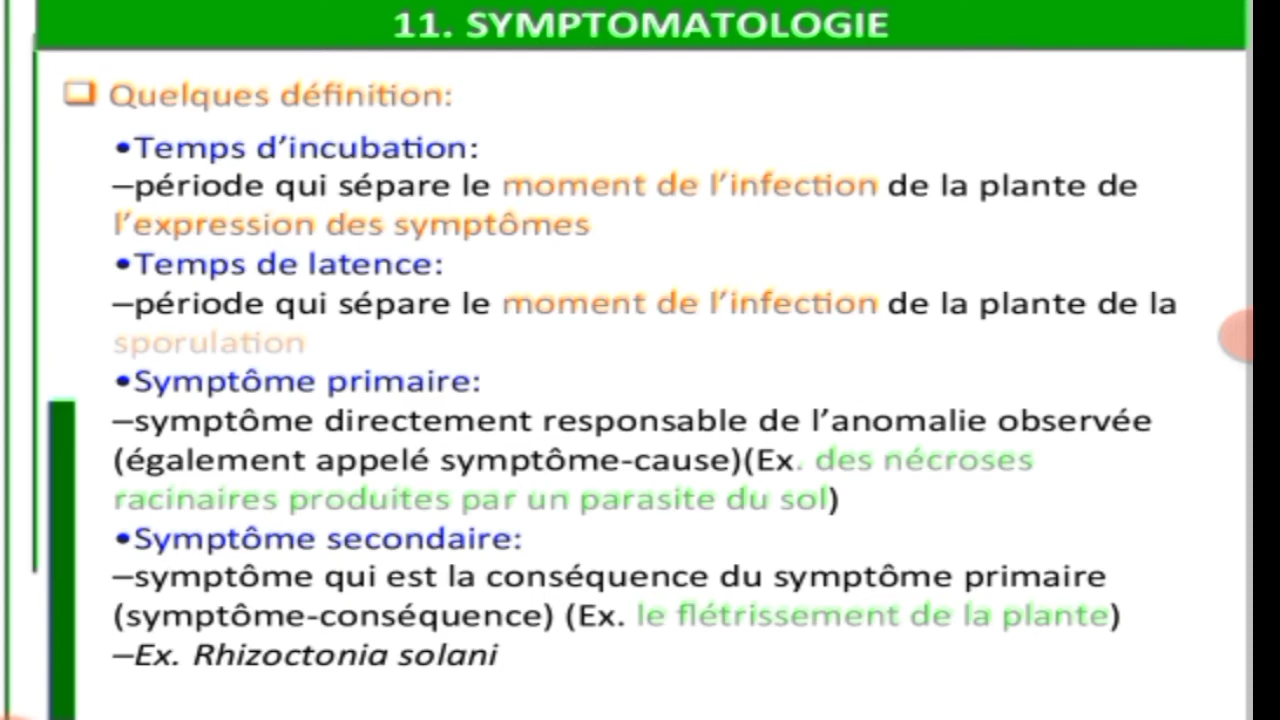 11. SYMPTOMATOLOGIE
Quelques définition:
•Temps d’incubation:
–période qui sépare le moment de l’infection de la plante de
l’expression des symptômes
•Temps de latence:
–période qui sépare le moment de l’infection de la plante de la
sporulation
•Symptôme primaire:
–symptôme directement responsable de l’anomalie observée
(également appelé symptôme-cause)(Ex. des nécroses
racinaires produites par un parasite du sol)
•Symptôme secondaire:
–symptôme qui est la conséquence du symptôme primaire
(symptôme-conséquence) (Ex. le flétrissement de la plante)
–Ex. Rhizoctonia solani